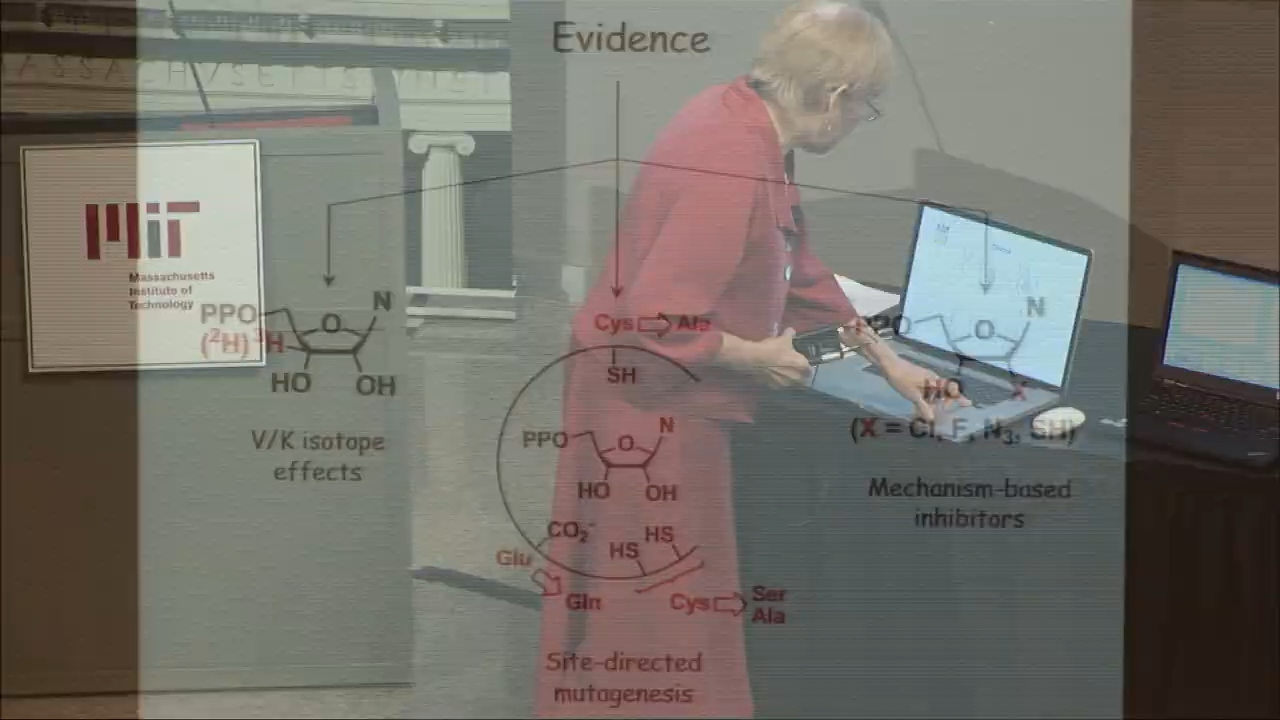 Evidence
MIT
Massachusetts
Institute of
Technology
PPO
N
O
(²H)³H
HO
OH
V/K isotope
effects
Cys
Ala
SH
PPO
O
N
HO
OH
CO₂⁻
HS
HS
Glu
Gln
Cys
Ser
Ala
Site-directed
mutagenesis
N
O
HO
X
(X = Cl, F, N₃, SH)
Mechanism-based
inhibitors